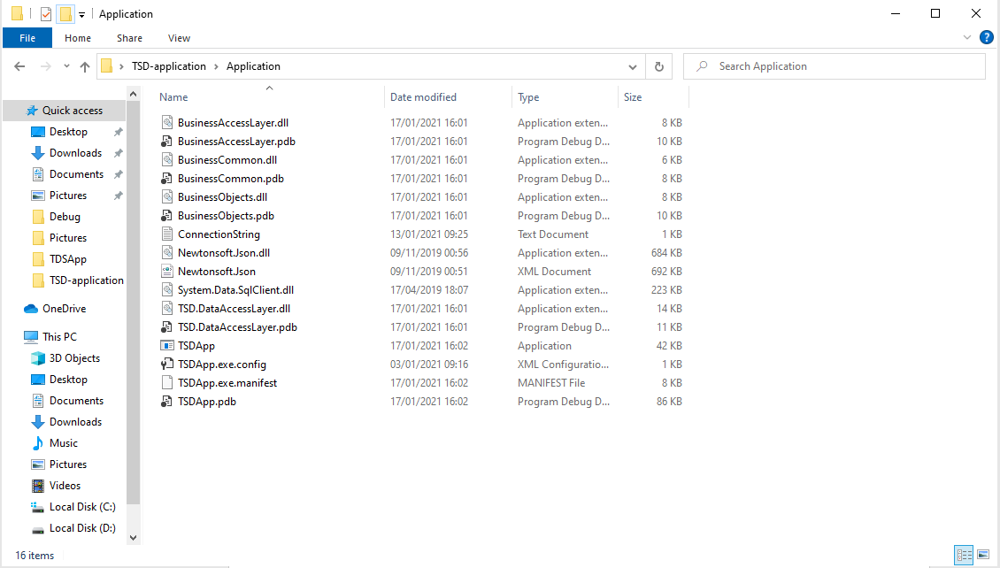 Application
File Home Share View
?
TSD-application Application
Search Application
Quick access
Desktop
Downloads
Documents
Pictures
Debug
Pictures
TDSApp
TSD-application
OneDrive
This PC
3D Objects
Desktop
Documents
Downloads
Music
Pictures
Videos
Local Disk (C:)
Local Disk (D:)
Name Date modified Type Size
BusinessAccessLayer.dll 17/01/2021 16:01 Application exten... 8 KB
BusinessAccessLayer.pdb 17/01/2021 16:01 Program Debug D... 10 KB
BusinessCommon.dll 17/01/2021 16:01 Application exten... 6 KB
BusinessCommon.pdb 17/01/2021 16:01 Program Debug D... 8 KB
BusinessObjects.dll 17/01/2021 16:01 Application exten... 8 KB
BusinessObjects.pdb 17/01/2021 16:01 Program Debug D... 10 KB
ConnectionString 13/01/2021 09:25 Text Document 1 KB
Newtonsoft.Json.dll 09/11/2019 00:56 Application exten... 684 KB
Newtonsoft.Json 09/11/2019 00:51 XML Document 692 KB
System.Data.SqlClient.dll 17/04/2019 18:07 Application exten... 223 KB
TSD.DataAccessLayer.dll 17/01/2021 16:01 Application exten... 14 KB
TSD.DataAccessLayer.pdb 17/01/2021 16:01 Program Debug D... 11 KB
TSDApp 17/01/2021 16:02 Application 42 KB
TSDApp.exe.config 03/01/2021 09:16 XML Configuratio... 1 KB
TSDApp.exe.manifest 17/01/2021 16:02 MANIFEST File 8 KB
TSDApp.pdb 17/01/2021 16:02 Program Debug D... 86 KB
16 items